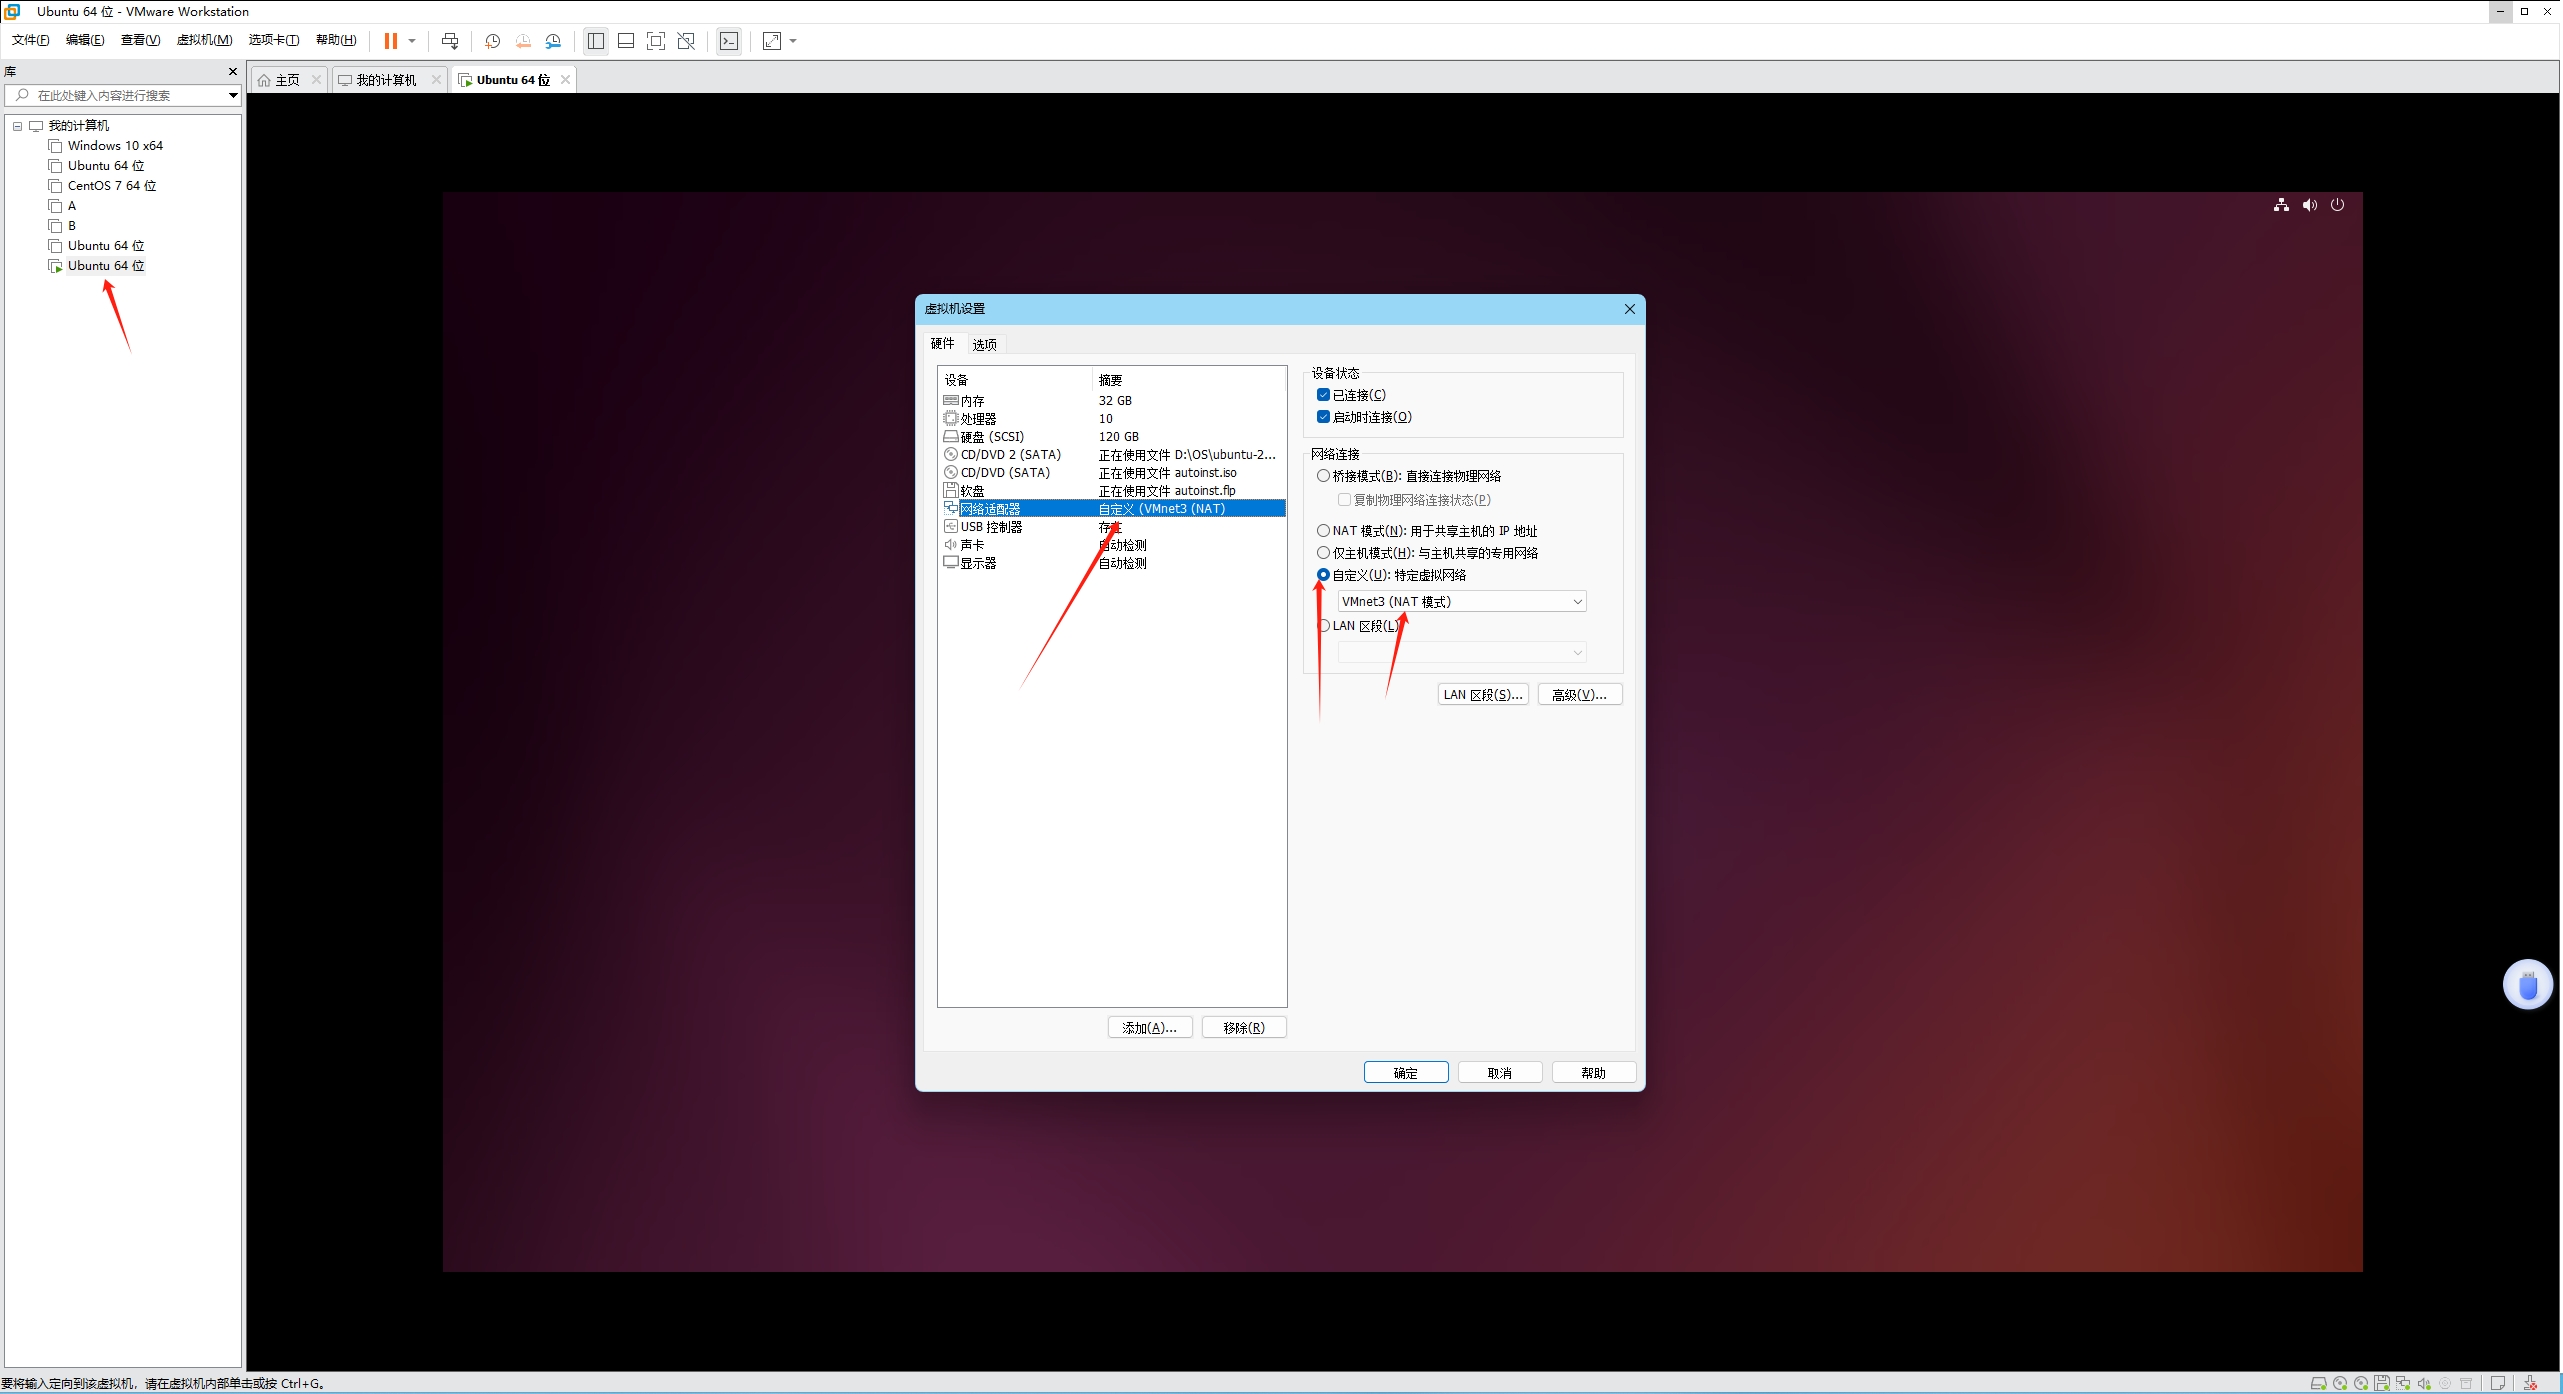 Ubuntu 64 位 - VMware Workstation
文件(F) 编辑(E) 查看(V) 虚拟机(M) 选项卡(T) 帮助(H)
库
在此处键入内容进行搜索
我的计算机
Windows 10 x64
Ubuntu 64 位
CentOS 7 64 位
A
B
Ubuntu 64 位
Ubuntu 64 位
主页 我的计算机 Ubuntu 64 位
虚拟机设置
硬件 选项
设备 摘要
内存 32 GB
处理器 10
硬盘 (SCSI) 120 GB
CD/DVD 2 (SATA) 正在使用文件 D:\OS\ubuntu-2...
CD/DVD (SATA) 正在使用文件 autoinst.iso
软盘 正在使用文件 autoinst.flp
网络适配器 自定义 (VMnet3 (NAT)
USB 控制器 存在
声卡 自动检测
显示器 自动检测
添加(A)... 移除(R)
设备状态
已连接(C)
启动时连接(O)
网络连接
桥接模式(B): 直接连接物理网络
复制物理网络连接状态(P)
NAT 模式(N): 用于共享主机的 IP 地址
仅主机模式(H): 与主机共享的专用网络
自定义(U): 特定虚拟网络
VMnet3 (NAT 模式)
LAN 区段(L)
LAN 区段(S)... 高级(V)...
确定 取消 帮助
要将输入定向到该虚拟机，请在虚拟机内部单击或按 Ctrl+G。